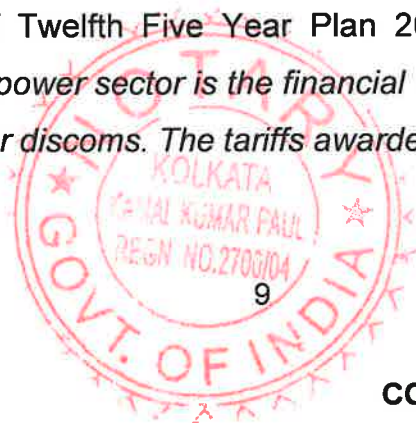 Twelfth Five Year Plan 20
power sector is the financial
r discoms. The tariffs awarde
NOTARY
KOLKATA
KAMAL KUMAR PAUL
REGN NO.2700/04
9
GOVT. OF INDIA
CO